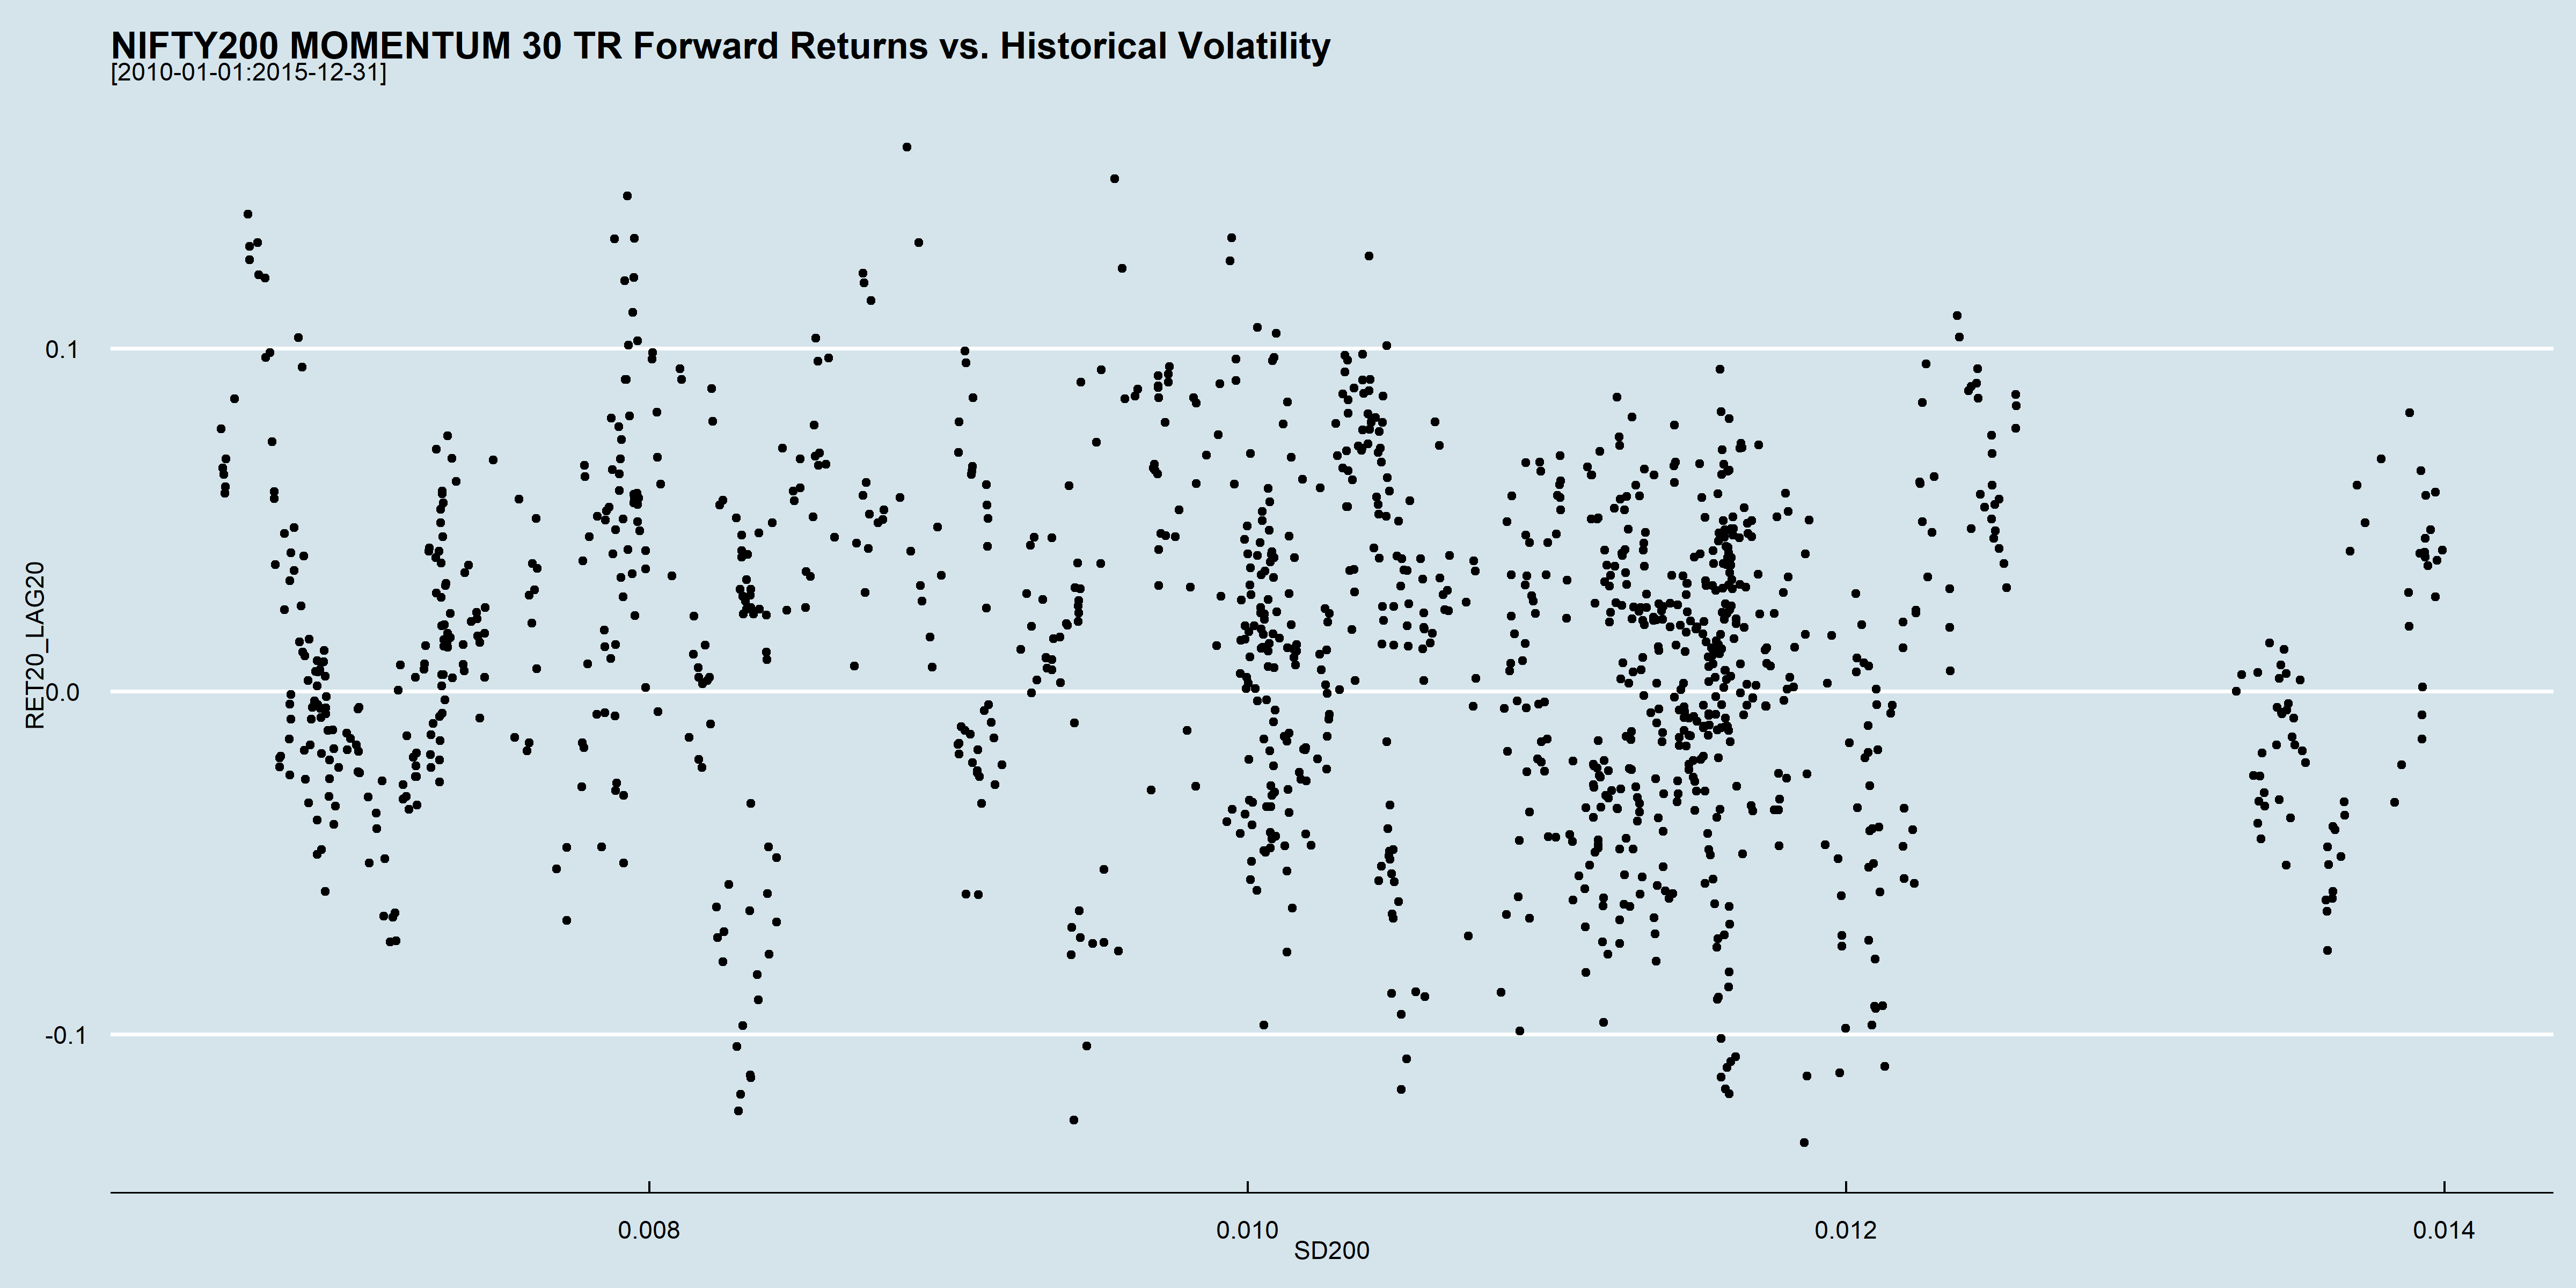 NIFTY200 MOMENTUM 30 TR Forward Returns vs. Historical Volatility
[2010-01-01:2015-12-31]
RET20_LAG20
0.1
0.0
-0.1
0.008
0.010
0.012
0.014
SD200